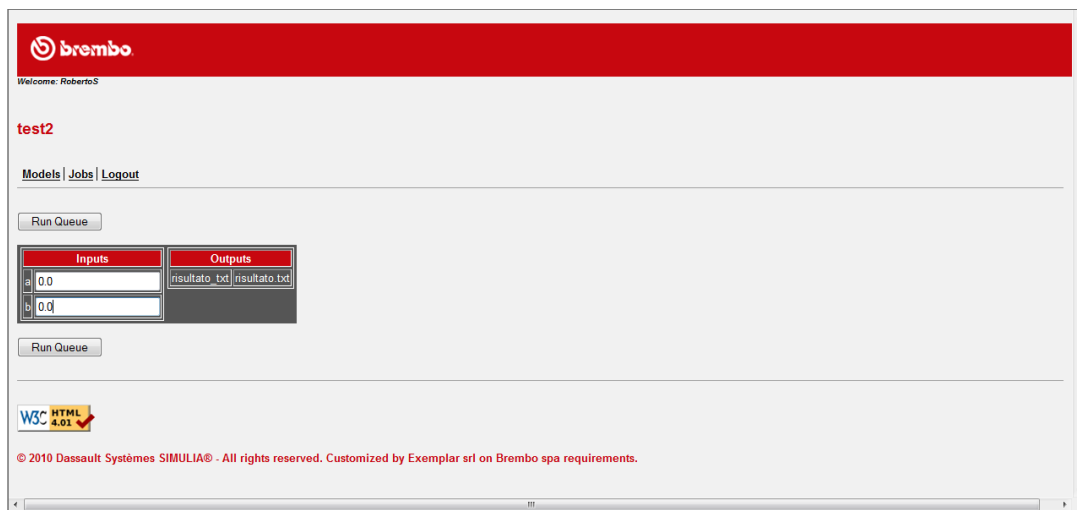 brembo.
Welcome: RobertoS
test2
Models | Jobs | Logout
Run Queue
Inputs Outputs
a 0.0 risultato_txt risultato.txt
b 0.0
Run Queue
W3C HTML 4.01
© 2010 Dassault Systèmes SIMULIA® - All rights reserved. Customized by Exemplar srl on Brembo spa requirements.